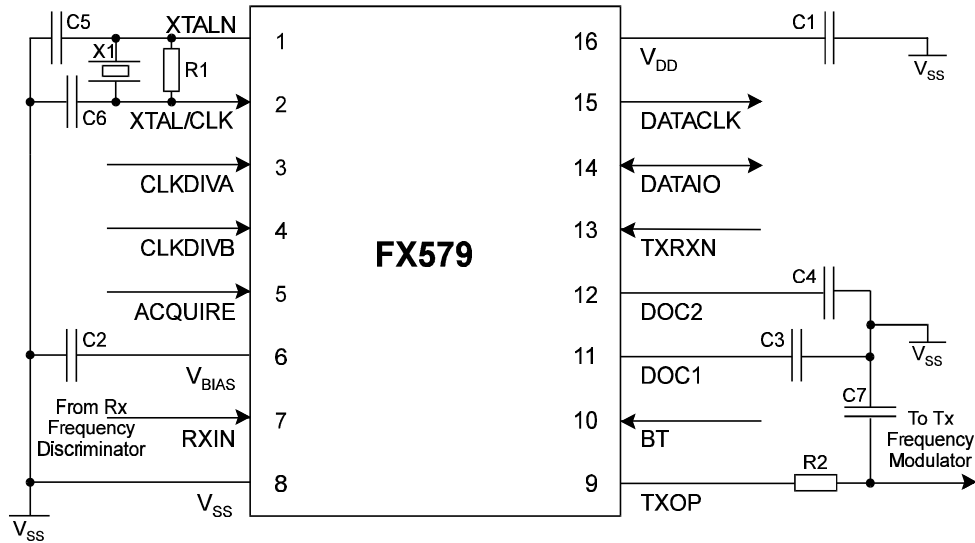 C5
XTALN
X1
R1
C6
XTAL/CLK
CLKDIVA
CLKDIVB
ACQUIRE
C2
VBIAS
From Rx
Frequency
Discriminator
RXIN
VSS
VSS
1
2
3
4
5
6
7
8
FX579
16
15
14
13
12
11
10
9
C1
VDD
VSS
DATACLK
DATAIO
TXRXN
C4
DOC2
VSS
C3
DOC1
C7
BT
To Tx
Frequency
Modulator
R2
TXOP